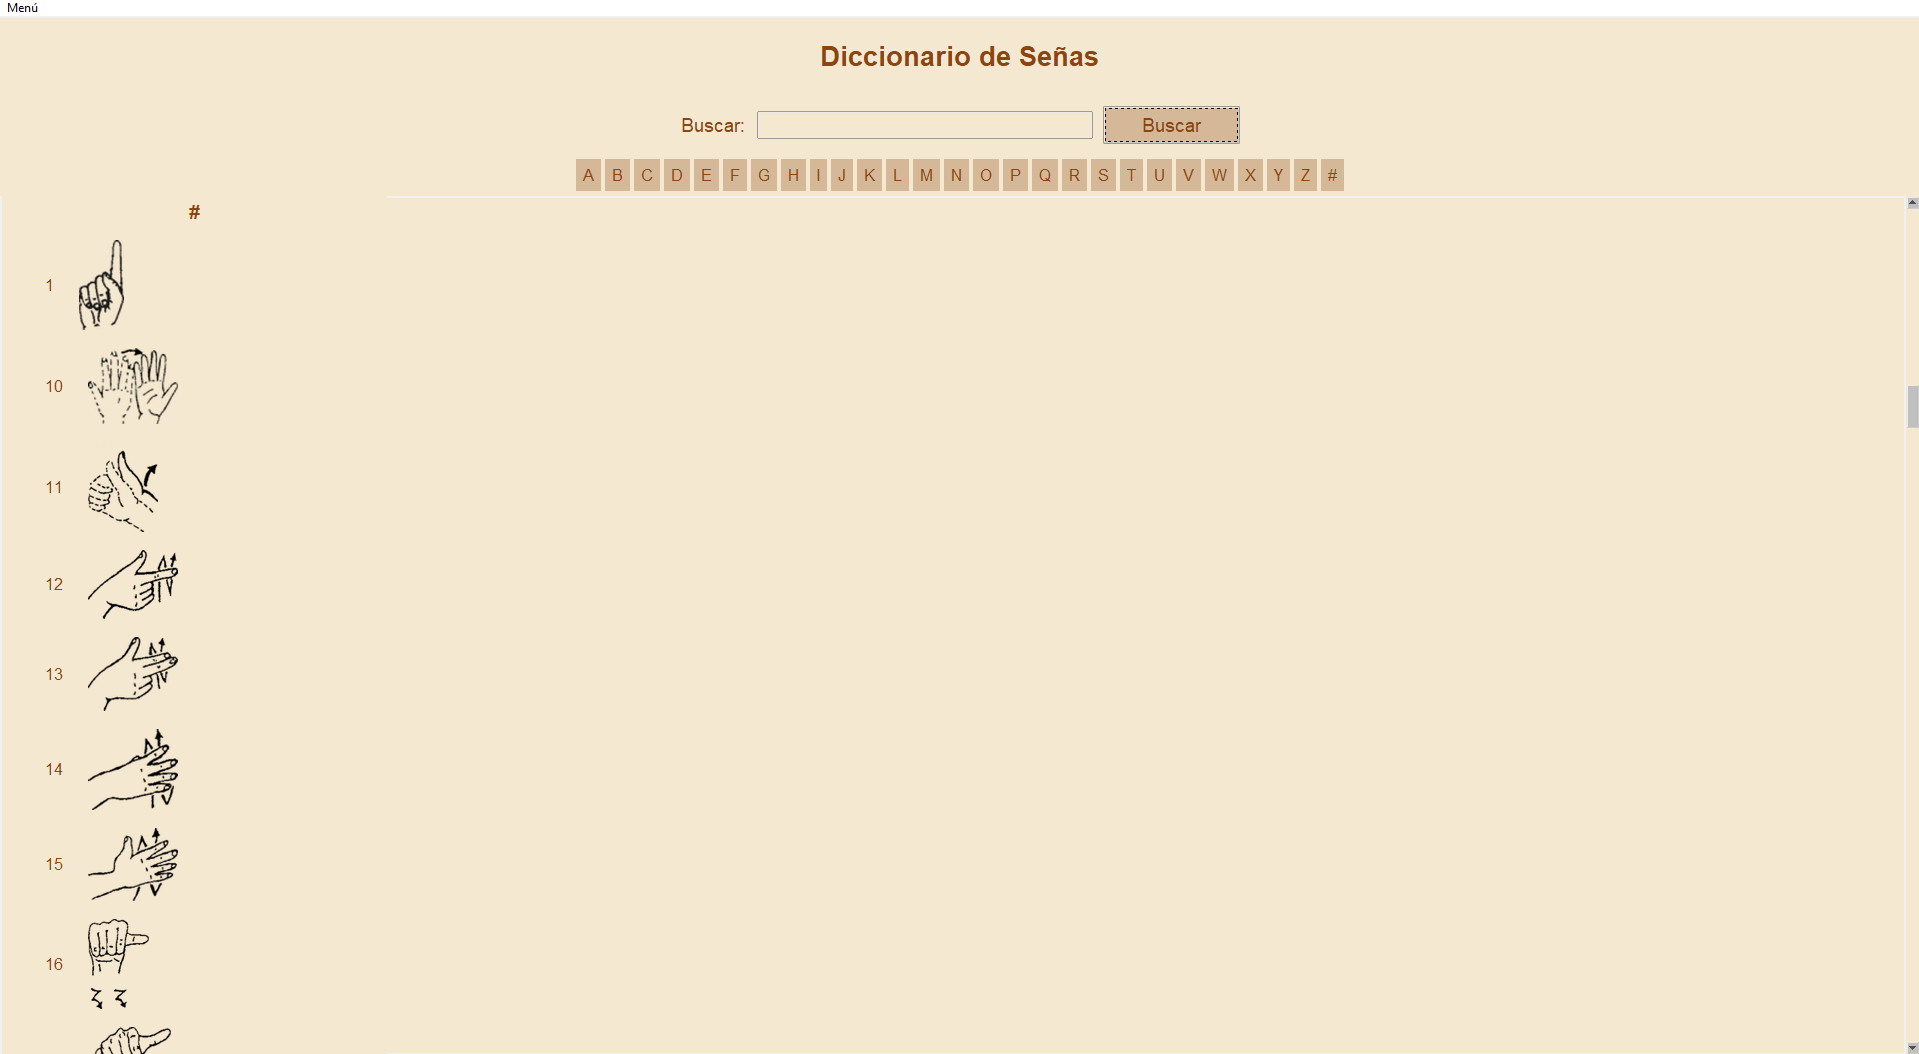 Menú
Diccionario de Señas
Buscar: Buscar
A B C D E F G H I J K L M N O P Q R S T U V W X Y Z #
#
1
10
11
12
13
14
15
16